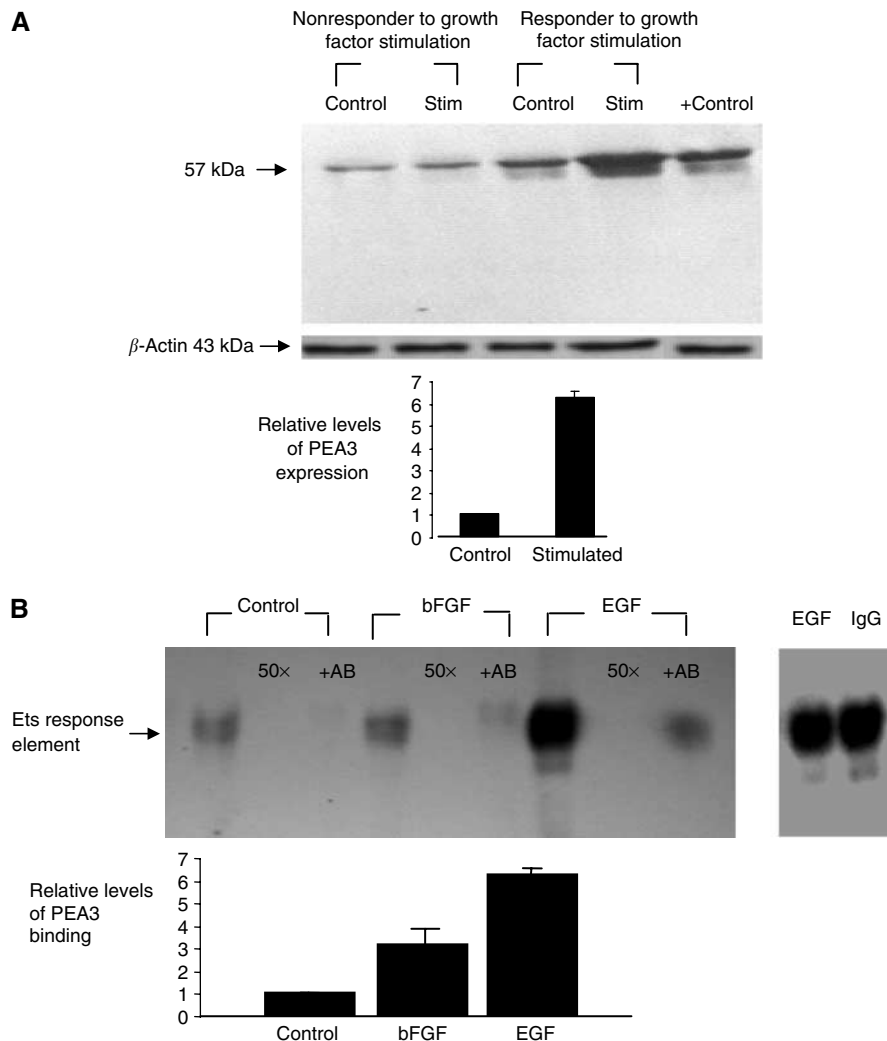 A
Nonresponder to growth
factor stimulation
Responder to growth
factor stimulation
Control
Stim
Control
Stim
+Control
57 kDa
β-Actin 43 kDa
Relative levels
of PEA3
expression
7
6
5
4
3
2
1
0
Control
Stimulated
B
Control
bFGF
EGF
EGF
IgG
50×
+AB
50×
+AB
50×
+AB
Ets response
element
Relative levels
of PEA3
binding
7
6
5
4
3
2
1
0
Control
bFGF
EGF